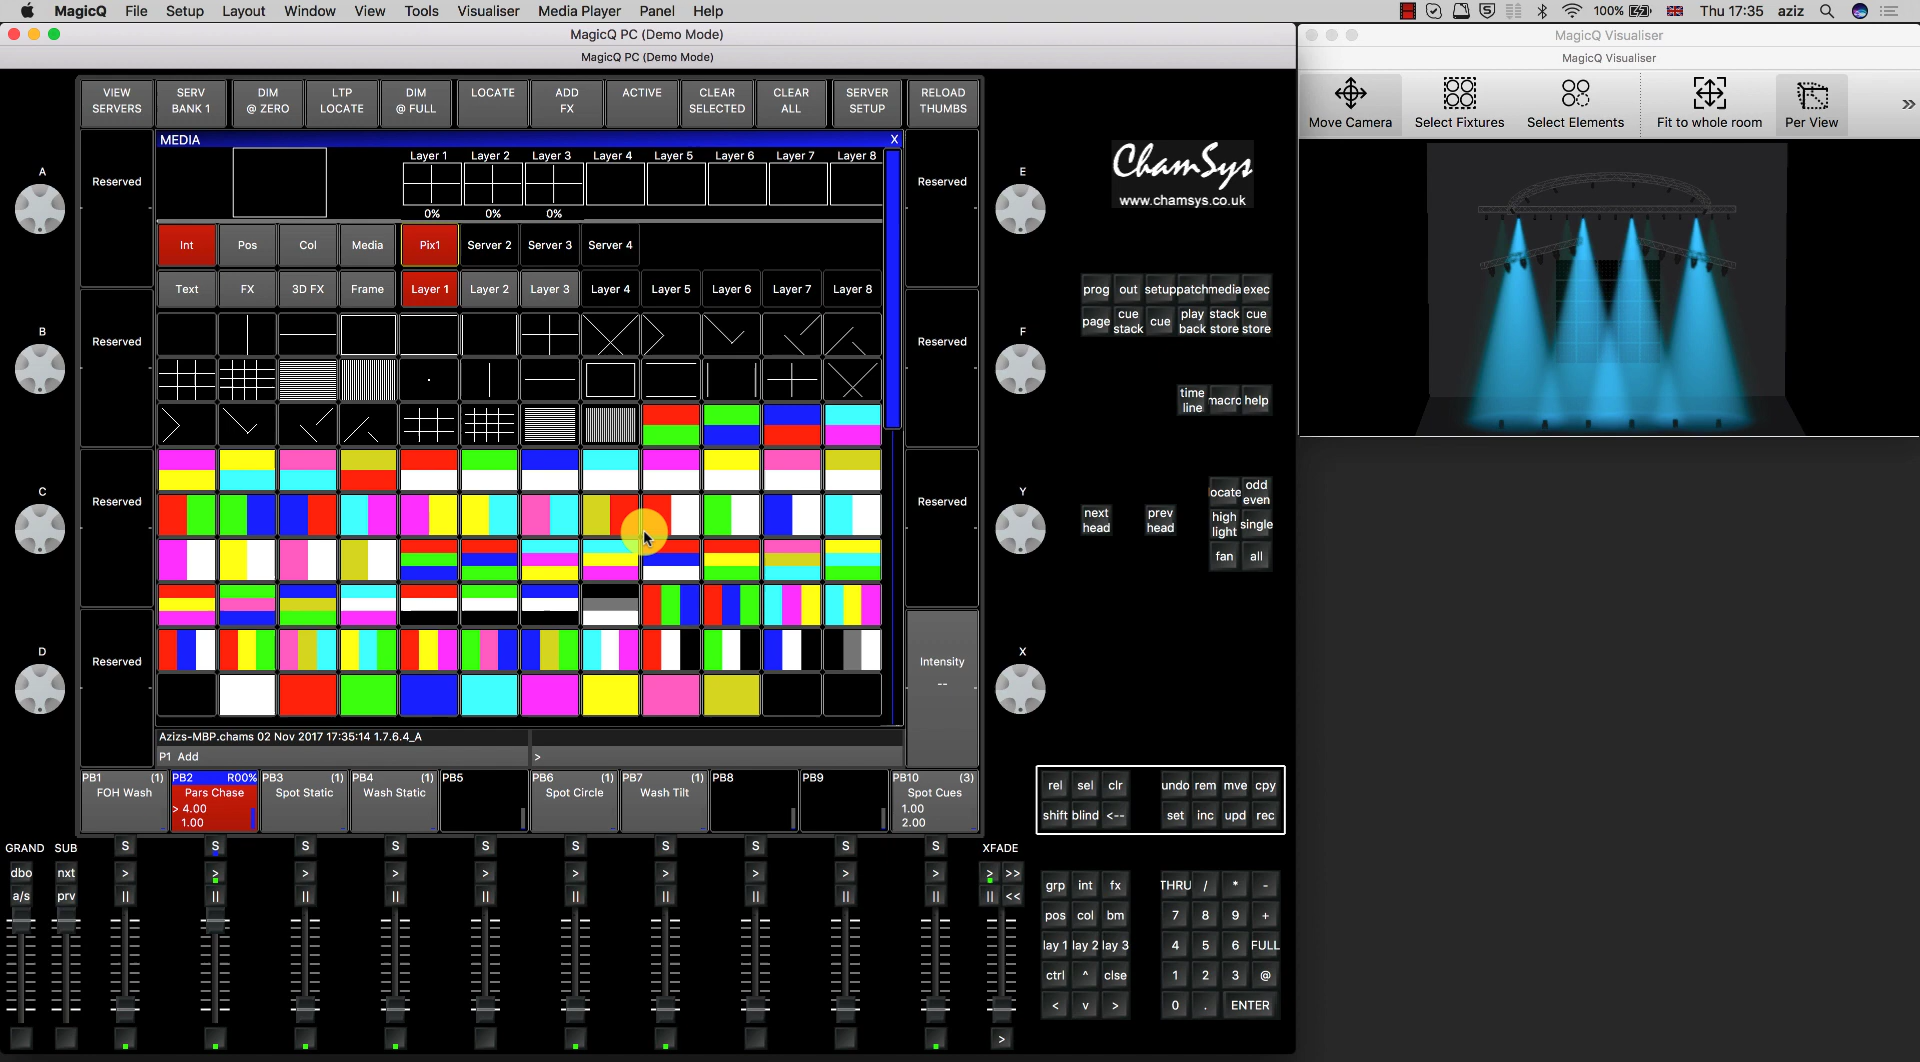 MagicQ File Setup Layout Window View Tools Visualiser Media Player Panel Help 100% Thu 17:35 aziz
MagicQ PC (Demo Mode)
MagicQ PC (Demo Mode)
MagicQ Visualiser
MagicQ Visualiser
Move Camera Select Fixtures Select Elements Fit to whole room Per View »
VIEW SERVERS
SERV BANK 1
DIM @ ZERO
LTP LOCATE
DIM @ FULL
LOCATE
ADD FX
ACTIVE
CLEAR SELECTED
CLEAR ALL
SERVER SETUP
RELOAD THUMBS
MEDIA X
Layer 1 Layer 2 Layer 3 Layer 4 Layer 5 Layer 6 Layer 7 Layer 8
0% 0% 0%
Int Pos Col Media Pix1 Server 2 Server 3 Server 4
Text FX 3D FX Frame Layer 1 Layer 2 Layer 3 Layer 4 Layer 5 Layer 6 Layer 7 Layer 8
A
Reserved
B
Reserved
C
Reserved
D
Reserved
Reserved
E
Reserved
F
Reserved
Y
Intensity
--
X
ChamSys
www.chamsys.co.uk
prog out setup patch media exec
page cue stack cue play back stack store cue store
time line macro help
next head prev head
ocate odd even
high light single
fan all
Azizs-MBP.chams 02 Nov 2017 17:35:14 1.7.6.4_A
P1 Add >
PB1 (1) PB2 R00% PB3 (1) PB4 (1) PB5 PB6 (1) PB7 (1) PB8 PB9 PB10 (3)
FOH Wash Pars Chase Spot Static Wash Static Spot Circle Wash Tilt Spot Cues
> 4.00 1.00
1.00 2.00
rel sel clr undo rem mve cpy
shift blind <-- set inc upd rec
GRAND SUB S S S S S S S S S S XFADE
dbo nxt > > > > > > > > > > > >>
a/s prv || || || || || || || || || || || <<
grp int fx THRU / * -
pos col bm 7 8 9 +
lay 1 lay 2 lay 3 4 5 6 FULL
ctrl ^ clse 1 2 3 @
< v > 0 . ENTER
>